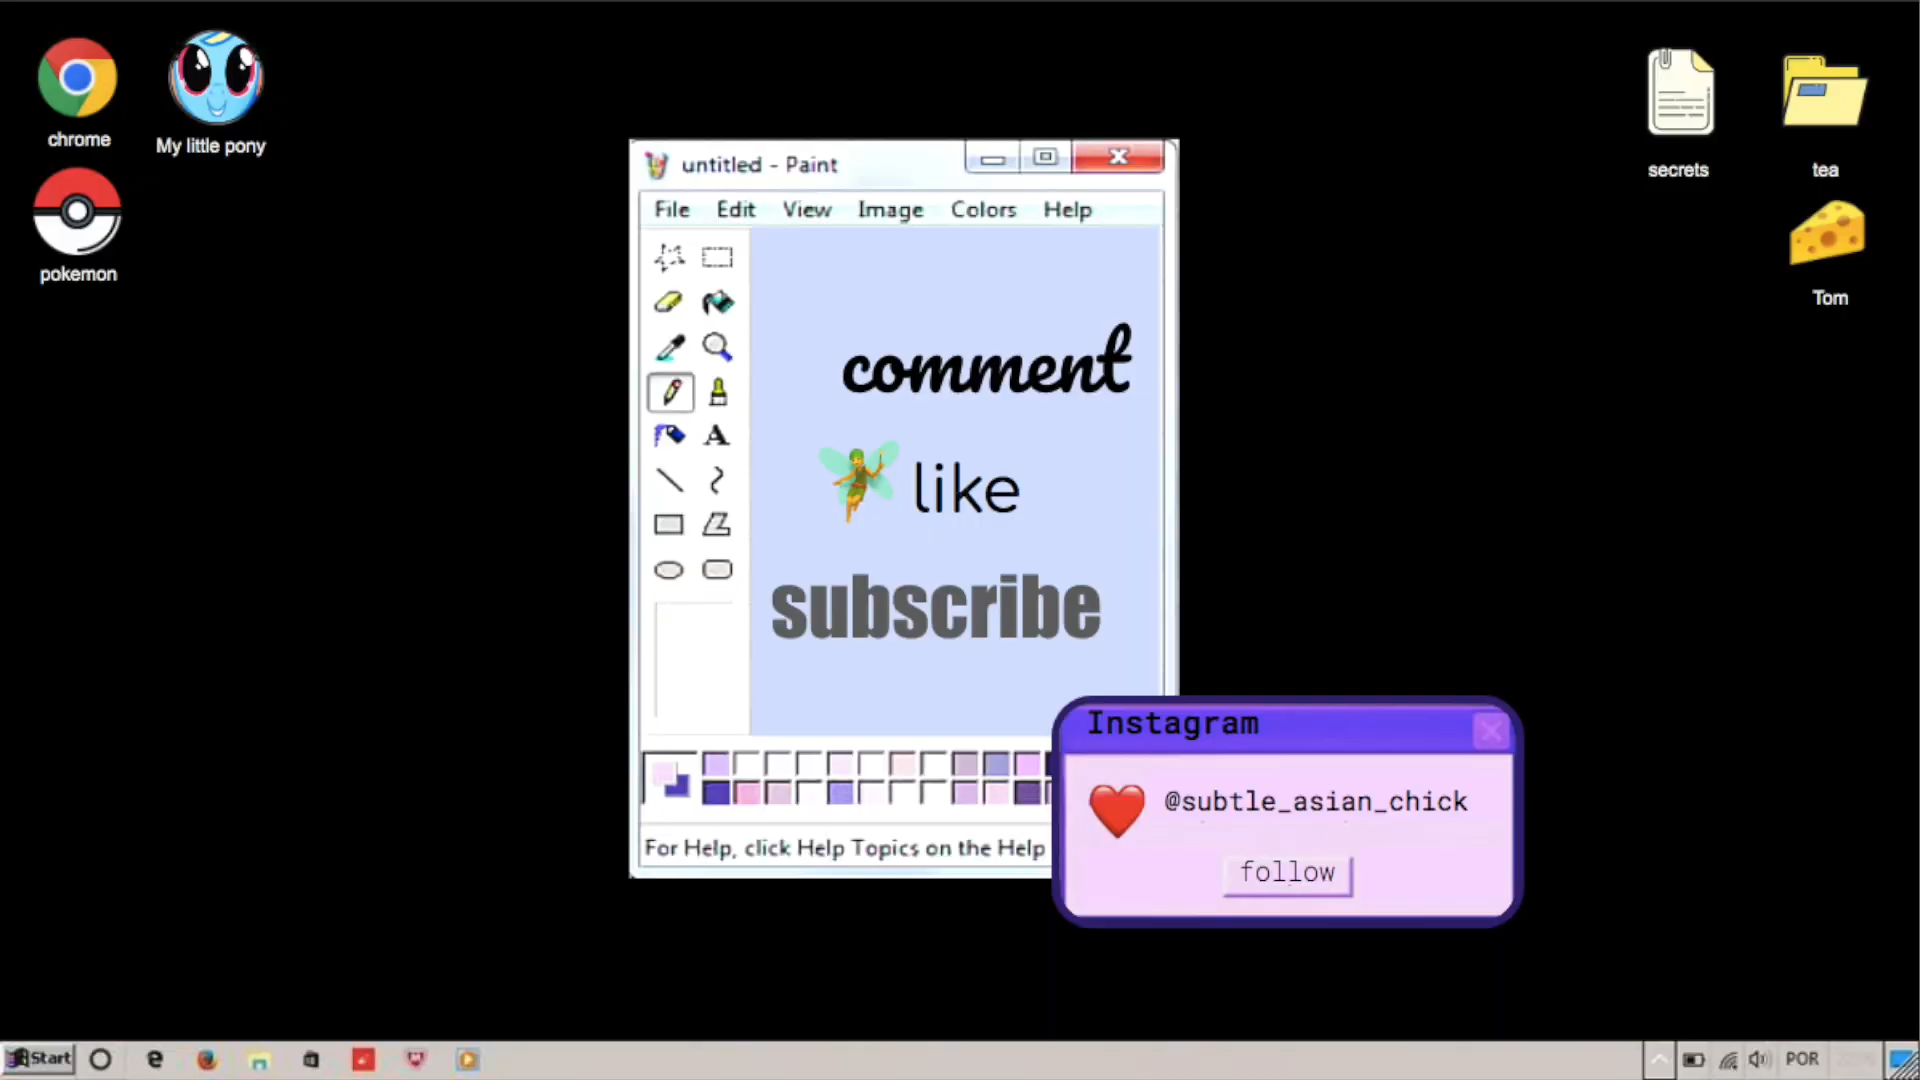 chrome
My little pony
pokemon
secrets
tea
Tom
untitled - Paint
File Edit View Image Colors Help
A
comment
like
subscribe
For Help, click Help Topics on the Help
Instagram
@subtle_asian_chick
follow
Start
POR